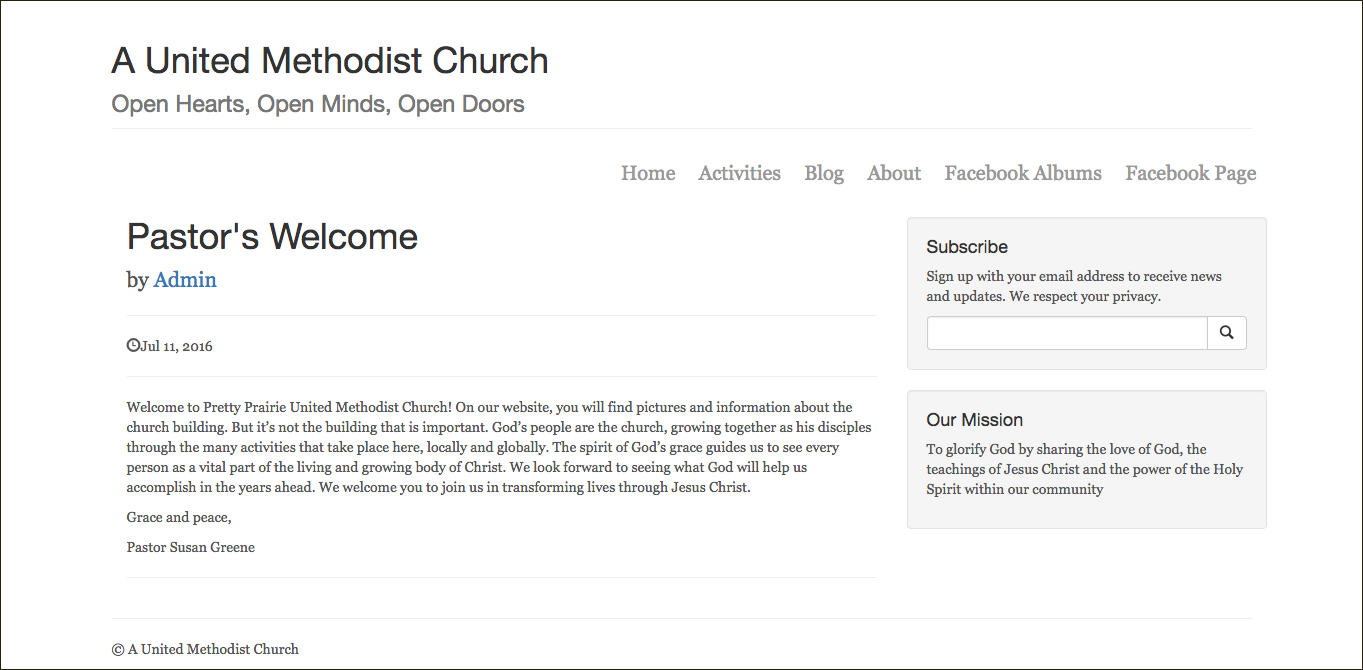 A United Methodist Church
Open Hearts, Open Minds, Open Doors
Home Activities Blog About Facebook Albums Facebook Page
Pastor's Welcome
by Admin
Jul 11, 2016
Welcome to Pretty Prairie United Methodist Church! On our website, you will find pictures and information about the
church building. But it’s not the building that is important. God’s people are the church, growing together as his disciples
through the many activities that take place here, locally and globally. The spirit of God’s grace guides us to see every
person as a vital part of the living and growing body of Christ. We look forward to seeing what God will help us
accomplish in the years ahead. We welcome you to join us in transforming lives through Jesus Christ.
Grace and peace,
Pastor Susan Greene
Subscribe
Sign up with your email address to receive news
and updates. We respect your privacy.
Our Mission
To glorify God by sharing the love of God, the
teachings of Jesus Christ and the power of the Holy
Spirit within our community
© A United Methodist Church